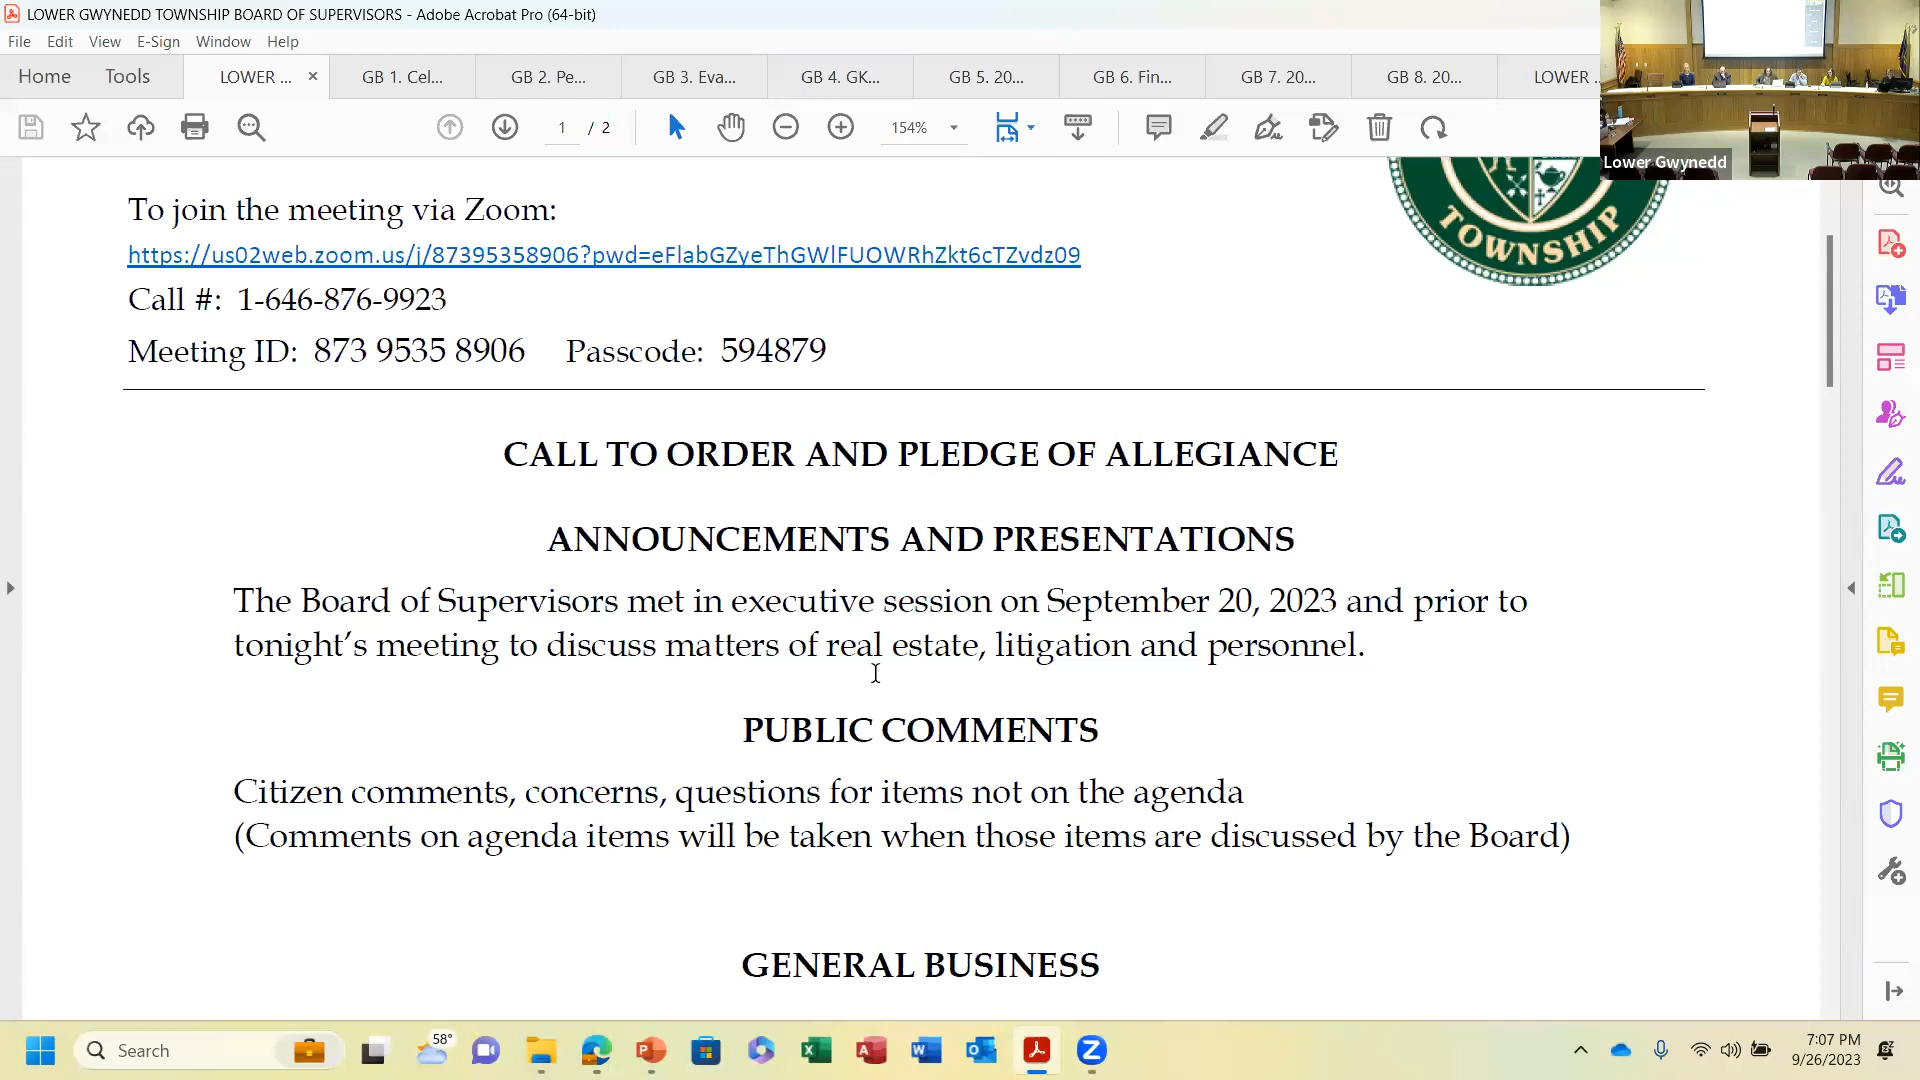 LOWER GWYNEDD TOWNSHIP BOARD OF SUPERVISORS - Adobe Acrobat Pro (64-bit)
File Edit View E-Sign Window Help
Home Tools LOWER ... GB 1. Cel... GB 2. Pe... GB 3. Eva... GB 4. GK... GB 5. 20... GB 6. Fin... GB 7. 20... GB 8. 20... LOWER ..
1 / 2 154%
Lower Gwynedd
TOWNSHIP
To join the meeting via Zoom:
https://us02web.zoom.us/j/87395358906?pwd=eFlabGZyeThGWlFUOWRhZkt6cTZvdz09
Call #: 1-646-876-9923
Meeting ID: 873 9535 8906 Passcode: 594879
CALL TO ORDER AND PLEDGE OF ALLEGIANCE
ANNOUNCEMENTS AND PRESENTATIONS
The Board of Supervisors met in executive session on September 20, 2023 and prior to
tonight’s meeting to discuss matters of real estate, litigation and personnel.
PUBLIC COMMENTS
Citizen comments, concerns, questions for items not on the agenda
(Comments on agenda items will be taken when those items are discussed by the Board)
GENERAL BUSINESS
Search 58° 7:07 PM
9/26/2023